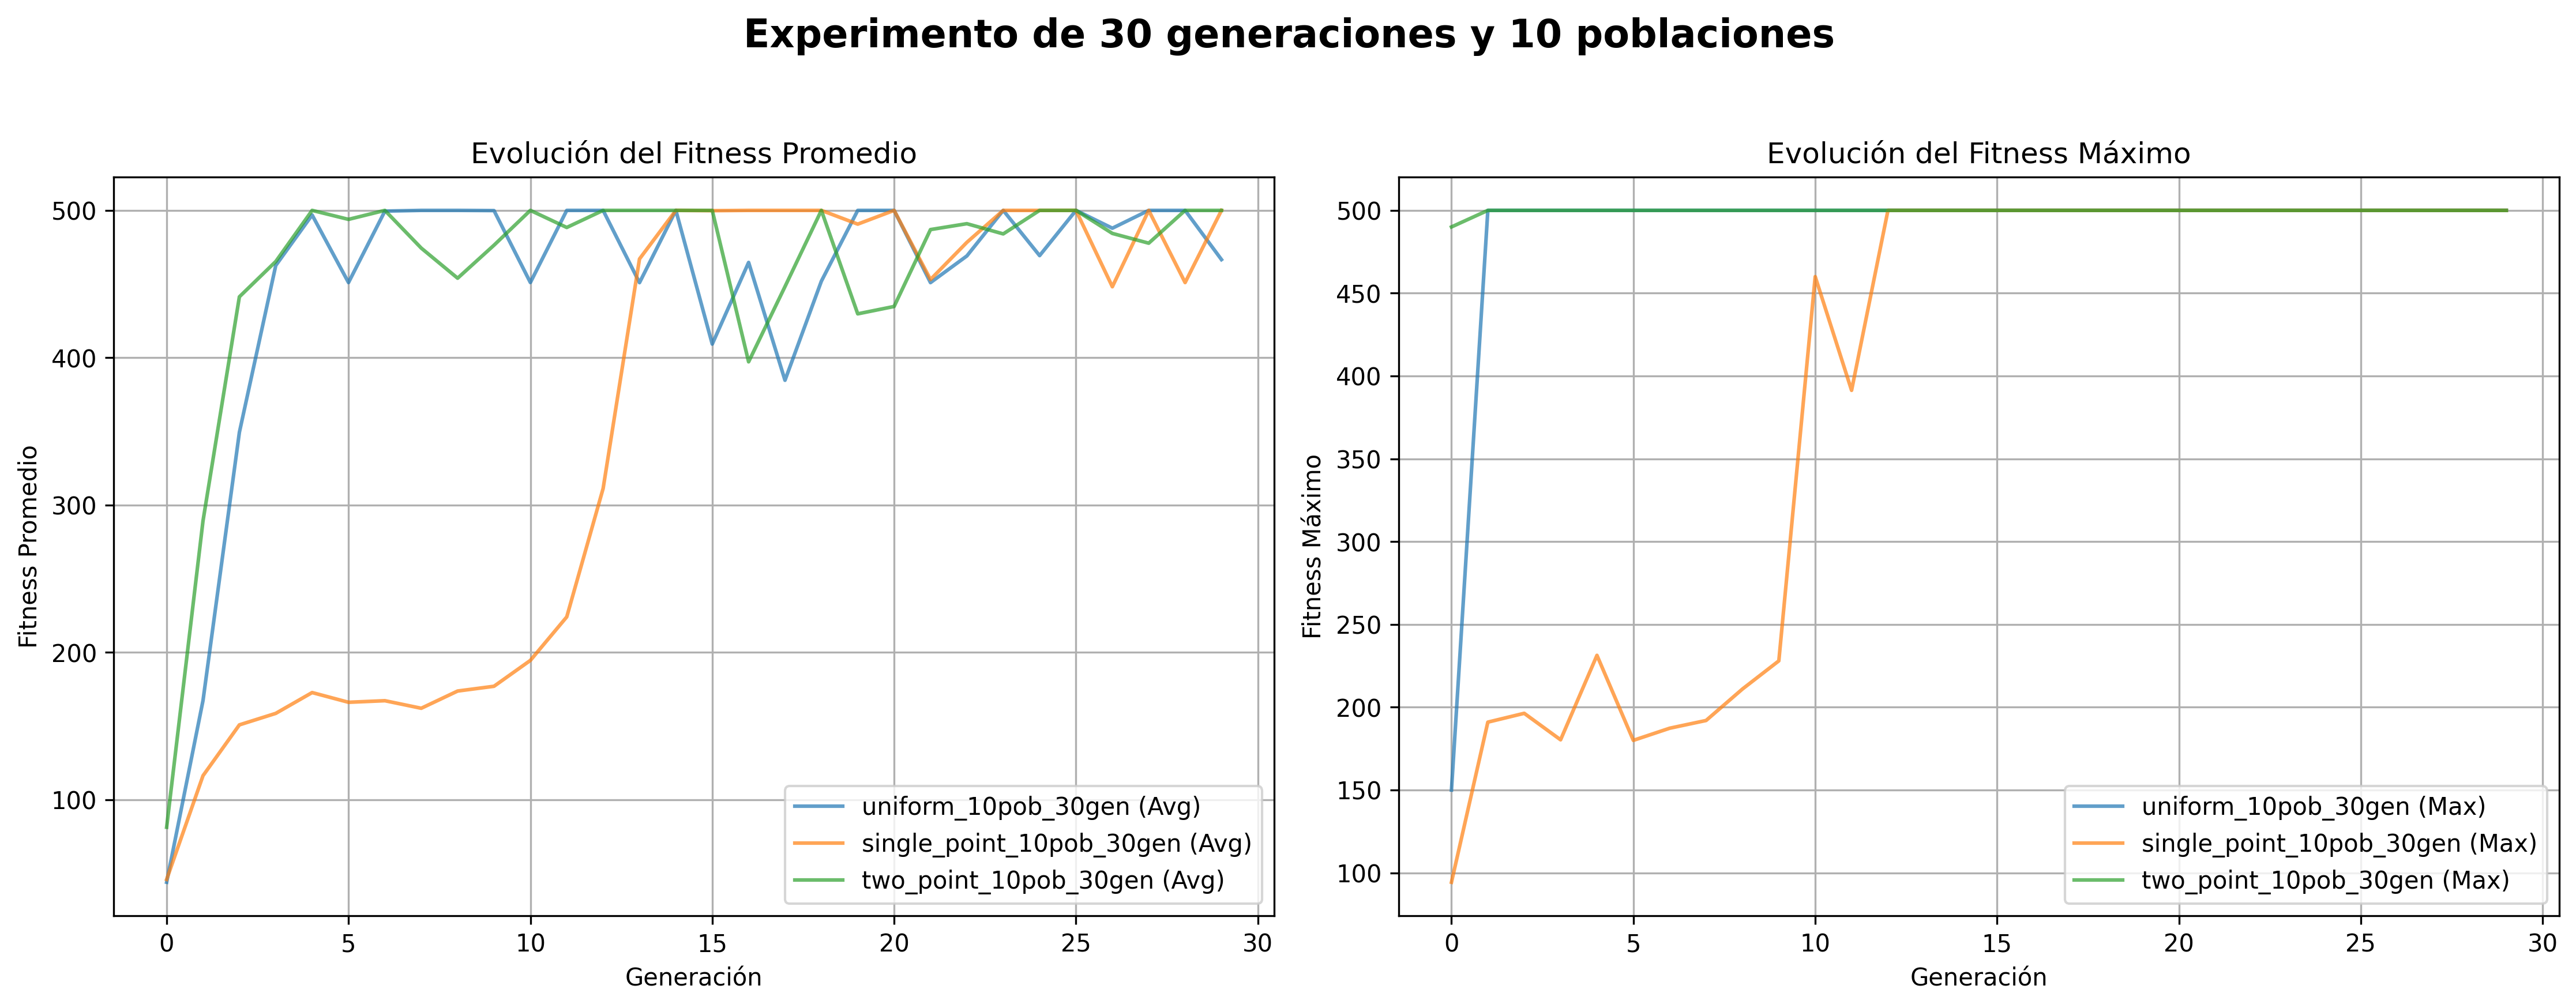 Experimento de 30 generaciones y 10 poblaciones
Evolución del Fitness Promedio
Fitness Promedio
500
400
300
200
100
0 5 10 15 20 25 30
Generación
uniform_10pob_30gen (Avg)
single_point_10pob_30gen (Avg)
two_point_10pob_30gen (Avg)
Evolución del Fitness Máximo
Fitness Máximo
500
450
400
350
300
250
200
150
100
0 5 10 15 20 25 30
Generación
uniform_10pob_30gen (Max)
single_point_10pob_30gen (Max)
two_point_10pob_30gen (Max)